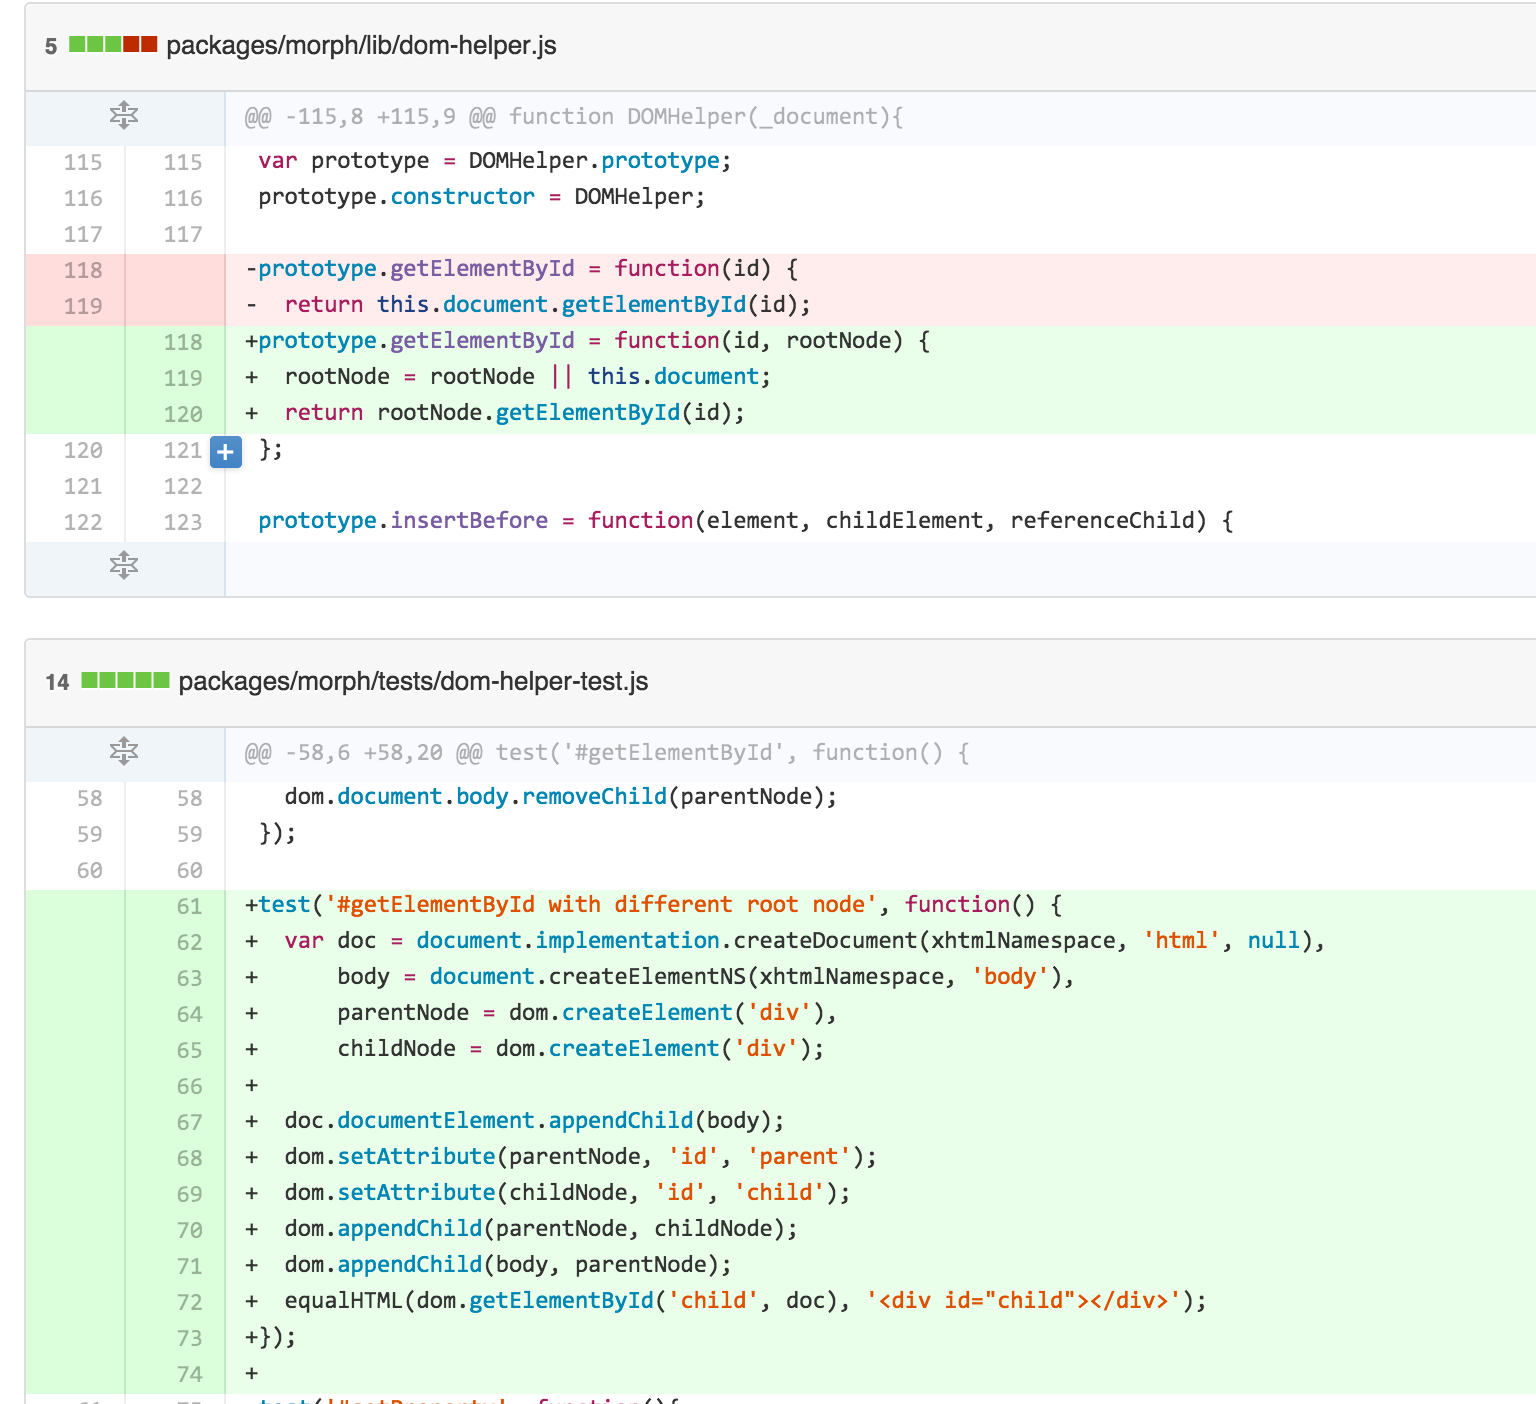 5 packages/morph/lib/dom-helper.js
@@ -115,8 +115,9 @@ function DOMHelper(_document){
115 115 var prototype = DOMHelper.prototype;
116 116 prototype.constructor = DOMHelper;
117 117
118 -prototype.getElementById = function(id) {
119 -  return this.document.getElementById(id);
118 +prototype.getElementById = function(id, rootNode) {
119 +  rootNode = rootNode || this.document;
120 +  return rootNode.getElementById(id);
120 121 + };
121 122
122 123 prototype.insertBefore = function(element, childElement, referenceChild) {
14 packages/morph/tests/dom-helper-test.js
@@ -58,6 +58,20 @@ test('#getElementById', function() {
58 58   dom.document.body.removeChild(parentNode);
59 59 });
60 60
61 +test('#getElementById with different root node', function() {
62 +  var doc = document.implementation.createDocument(xhtmlNamespace, 'html', null),
63 +      body = document.createElementNS(xhtmlNamespace, 'body'),
64 +      parentNode = dom.createElement('div'),
65 +      childNode = dom.createElement('div');
66 +
67 +  doc.documentElement.appendChild(body);
68 +  dom.setAttribute(parentNode, 'id', 'parent');
69 +  dom.setAttribute(childNode, 'id', 'child');
70 +  dom.appendChild(parentNode, childNode);
71 +  dom.appendChild(body, parentNode);
72 +  equalHTML(dom.getElementById('child', doc), '<div id="child"></div>');
73 +});
74 +